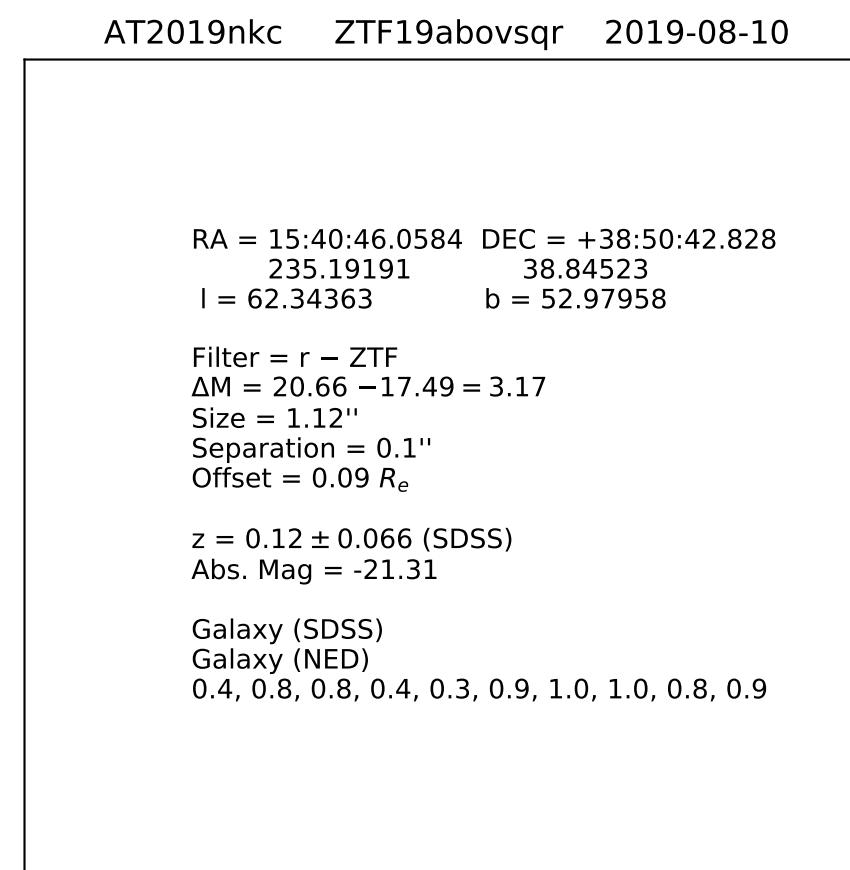 AT2019nkc ZTF19abovsqr 2019-08-10
RA = 15:40:46.0584 DEC = +38:50:42.828
235.19191 38.84523
l = 62.34363 b = 52.97958
Filter = r − ZTF
ΔM = 20.66 −17.49 = 3.17
Size = 1.12''
Separation = 0.1''
Offset = 0.09 Rₑ
z = 0.12 ± 0.066 (SDSS)
Abs. Mag = -21.31
Galaxy (SDSS)
Galaxy (NED)
0.4, 0.8, 0.8, 0.4, 0.3, 0.9, 1.0, 1.0, 0.8, 0.9